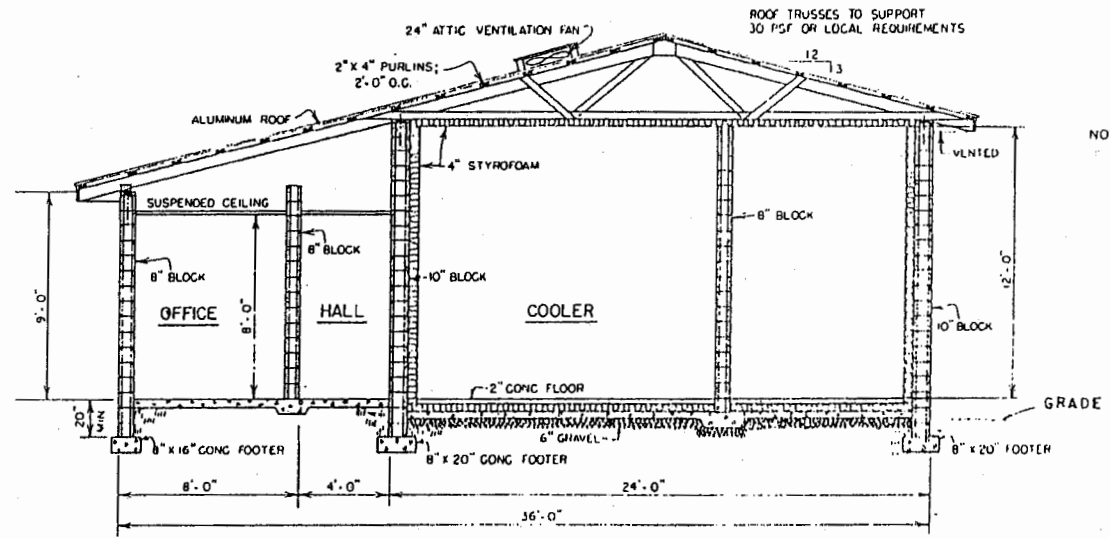 24" ATTIC VENTILATION FAN
ROOF TRUSSES TO SUPPORT
30 PSF OR LOCAL REQUIREMENTS
12
3
2" X 4" PURLINS;
2'-0" O.C.
ALUMINUM ROOF
NO
VENTED
4" STYROFOAM
SUSPENDED CEILING
8" BLOCK
8" BLOCK
8" BLOCK
10" BLOCK
10" BLOCK
9'-0"
8'-0"
12'-0"
OFFICE
HALL
COOLER
2" CONC FLOOR
20"
MIN
GRADE
6" GRAVEL
8" X 16" CONC FOOTER
8" X 20" CONC FOOTER
8" X 20" FOOTER
8'-0"
4'-0"
24'-0"
36'-0"